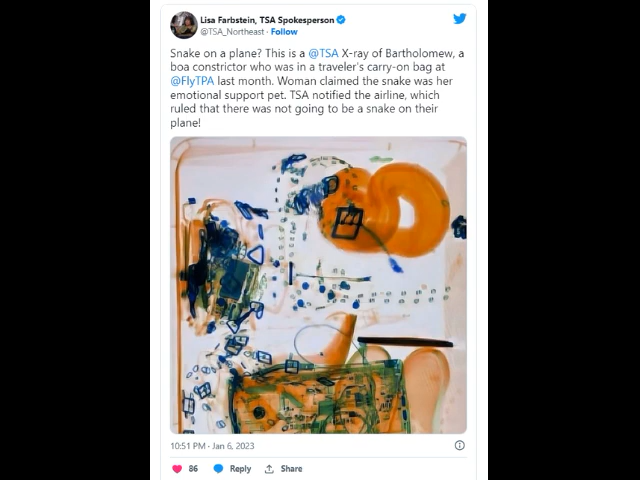 Lisa Farbstein, TSA Spokesperson
@TSA_Northeast · Follow
Snake on a plane? This is a @TSA X-ray of Bartholomew, a
boa constrictor who was in a traveler's carry-on bag at
@FlyTPA last month. Woman claimed the snake was her
emotional support pet. TSA notified the airline, which
ruled that there was not going to be a snake on their
plane!
10:51 PM · Jan 6, 2023
86 Reply Share